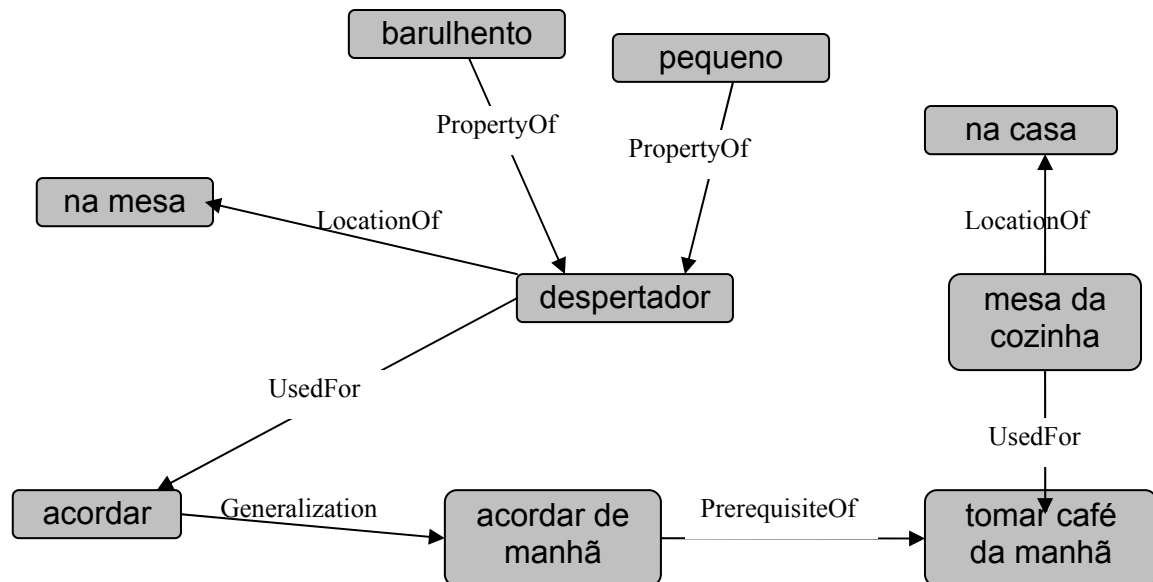 barulhento
pequeno
PropertyOf
PropertyOf
na casa
na mesa
LocationOf
LocationOf
despertador
mesa da
cozinha
UsedFor
UsedFor
acordar
Generalization
acordar de
manhã
PrerequisiteOf
tomar café
da manhã